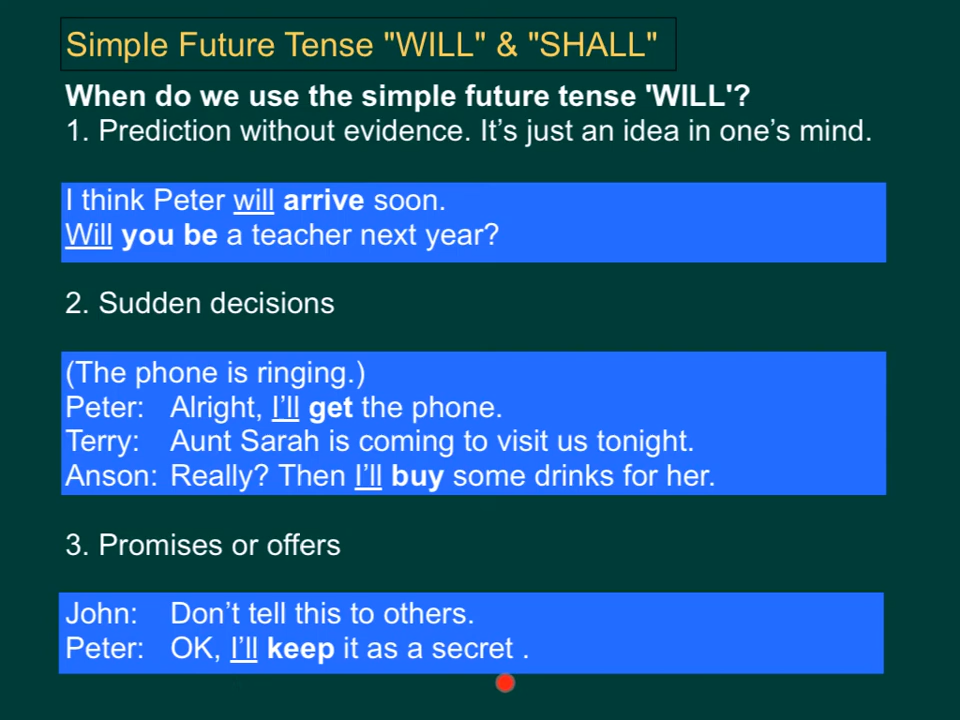 Simple Future Tense "WILL" & "SHALL"
When do we use the simple future tense 'WILL'?
1. Prediction without evidence. It’s just an idea in one’s mind.
I think Peter will arrive soon.
Will you be a teacher next year?
2. Sudden decisions
(The phone is ringing.)
Peter: Alright, I’ll get the phone.
Terry: Aunt Sarah is coming to visit us tonight.
Anson: Really? Then I’ll buy some drinks for her.
3. Promises or offers
John: Don’t tell this to others.
Peter: OK, I’ll keep it as a secret .